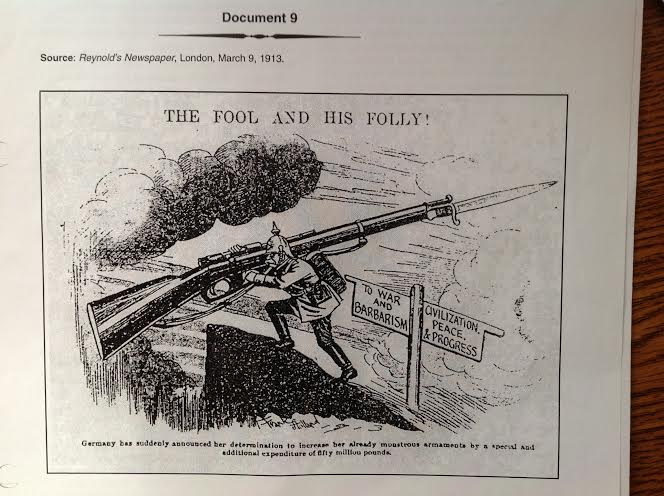 Document 9
Source: Reynold's Newspaper, London, March 9, 1913.
THE FOOL AND HIS FOLLY!
TO WAR
AND
BARBARISM
CIVILIZATION,
PEACE
& PROGRESS
Germany has suddenly announced her determination to increase her already monstrous armaments by a special and
additional expenditure of fifty million pounds.